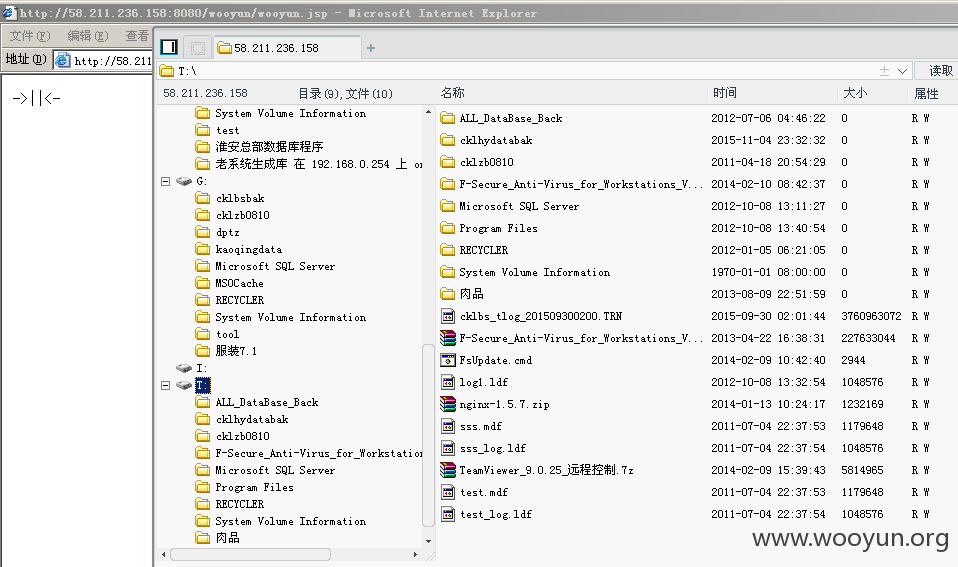 http://58.211.236.158:8080/wooyun/wooyun.jsp - Microsoft Internet Explorer
文件(F) 编辑(E) 查看
地址(D) http://58.211
->||<-
58.211.236.158
T:\
读取
58.211.236.158 目录(9),文件(10)
System Volume Information
test
淮安总部数据库程序
老系统生成库 在 192.168.0.254 上
G:
cklbsbak
cklzb0810
dptz
kaoqingdata
Microsoft SQL Server
MSOCache
RECYCLER
System Volume Information
tool
服装7.1
I:
T:
ALL_DataBase_Back
cklhydatabak
cklzb0810
F-Secure_Anti-Virus_for_Workstation
Microsoft SQL Server
Program Files
RECYCLER
System Volume Information
肉品
名称 时间 大小 属性
ALL_DataBase_Back 2012-07-06 04:46:22 0 R W
cklhydatabak 2015-11-04 23:32:32 0 R W
cklzb0810 2011-04-18 20:54:29 0 R W
F-Secure_Anti-Virus_for_Workstations_V... 2014-02-10 08:42:37 0 R W
Microsoft SQL Server 2012-10-08 13:11:27 0 R W
Program Files 2012-10-08 13:40:54 0 R W
RECYCLER 2012-01-05 06:21:05 0 R W
System Volume Information 1970-01-01 08:00:00 0 R W
肉品 2013-08-09 22:51:59 0 R W
cklbs_tlog_201509300200.TRN 2015-09-30 02:01:44 3760963072 R W
F-Secure_Anti-Virus_for_Workstations_V... 2013-04-22 16:38:31 227633044 R W
FsUpdate.cmd 2014-02-09 10:42:40 2944 R W
log1.ldf 2012-10-08 13:32:54 1048576 R W
nginx-1.5.7.zip 2014-01-13 10:24:17 1232169 R W
sss.mdf 2011-07-04 22:37:53 1179648 R W
sss_log.ldf 2011-07-04 22:37:54 1048576 R W
TeamViewer_9.0.25_远程控制.7z 2014-02-09 15:39:43 5814965 R W
test.mdf 2011-07-04 22:37:53 1179648 R W
test_log.ldf 2011-07-04 22:37:54 1048576 R W
www.wooyun.org